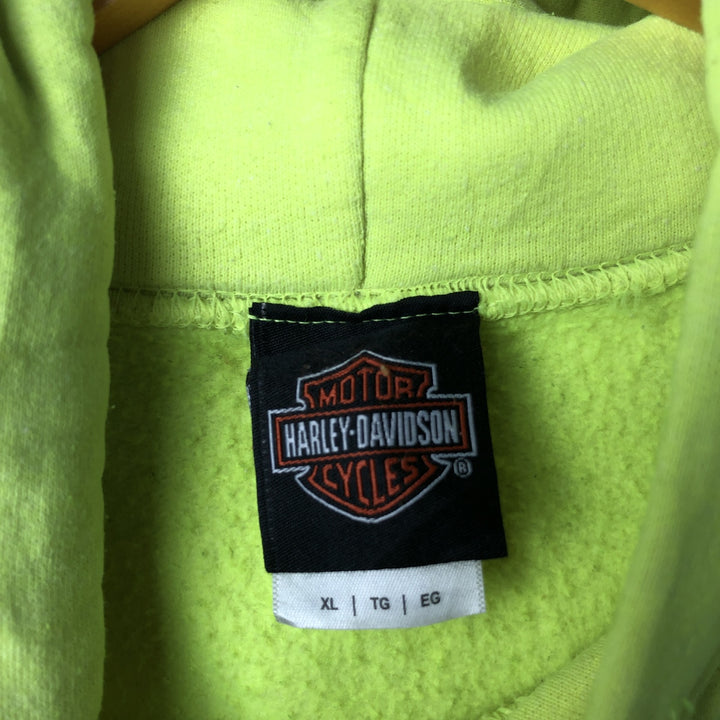 MOTOR
HARLEY-DAVIDSON
CYCLES
®
XL | TG | EG